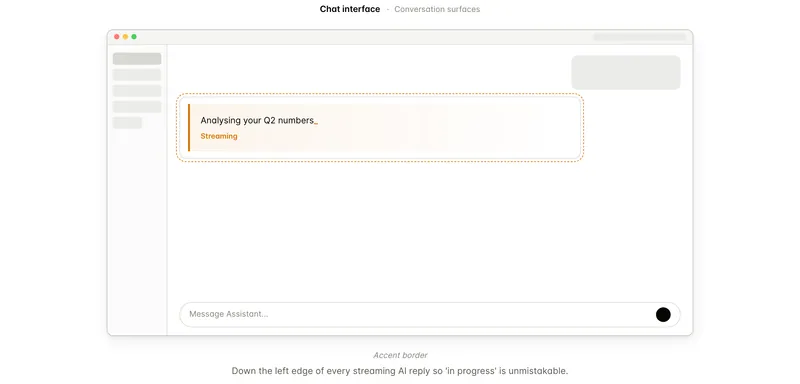 Chat interface · Conversation surfaces
Analysing your Q2 numbers_
Streaming
Message Assistant...
Accent border
Down the left edge of every streaming AI reply so 'in progress' is unmistakable.